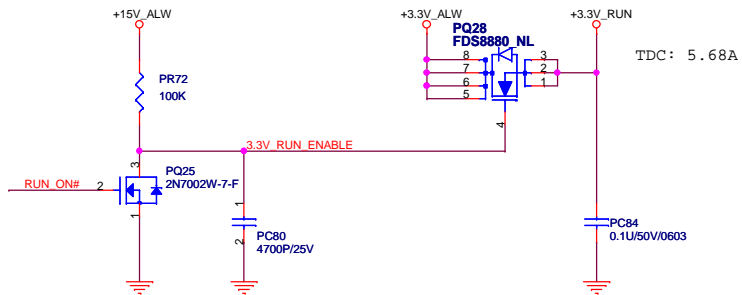 +15V_ALW
+3.3V_ALW
+3.3V_RUN
PQ28
FDS8880_NL
TDC: 5.68A
8
7
6
5
3
2
1
4
PR72
100K
3.3V_RUN_ENABLE
3
PQ25
2N7002W-7-F
RUN_ON#
2
1
1
2
PC80
4700P/25V
PC84
0.1U/50V/0603